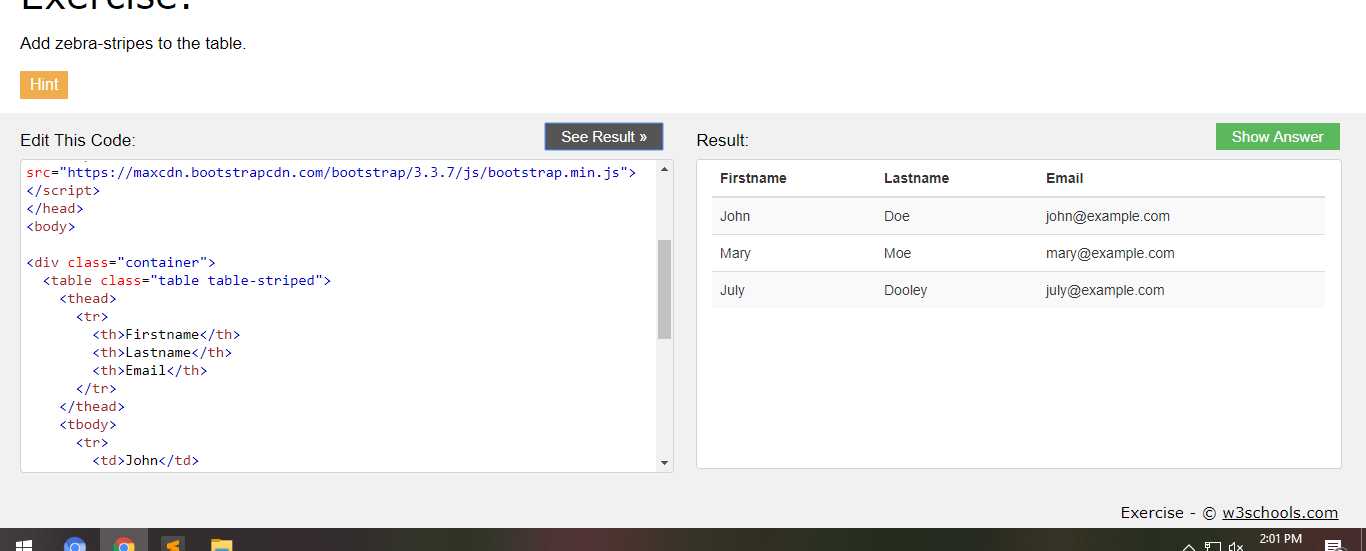 Exercise:
Add zebra-stripes to the table.
Hint
Edit This Code:
See Result »
src="https://maxcdn.bootstrapcdn.com/bootstrap/3.3.7/js/bootstrap.min.js">
</script>
</head>
<body>
<div class="container">
<table class="table table-striped">
<thead>
<tr>
<th>Firstname</th>
<th>Lastname</th>
<th>Email</th>
</tr>
</thead>
<tbody>
<tr>
<td>John</td>
Result:
Show Answer
Firstname Lastname Email
John Doe john@example.com
Mary Moe mary@example.com
July Dooley july@example.com
Exercise - © w3schools.com
2:01 PM